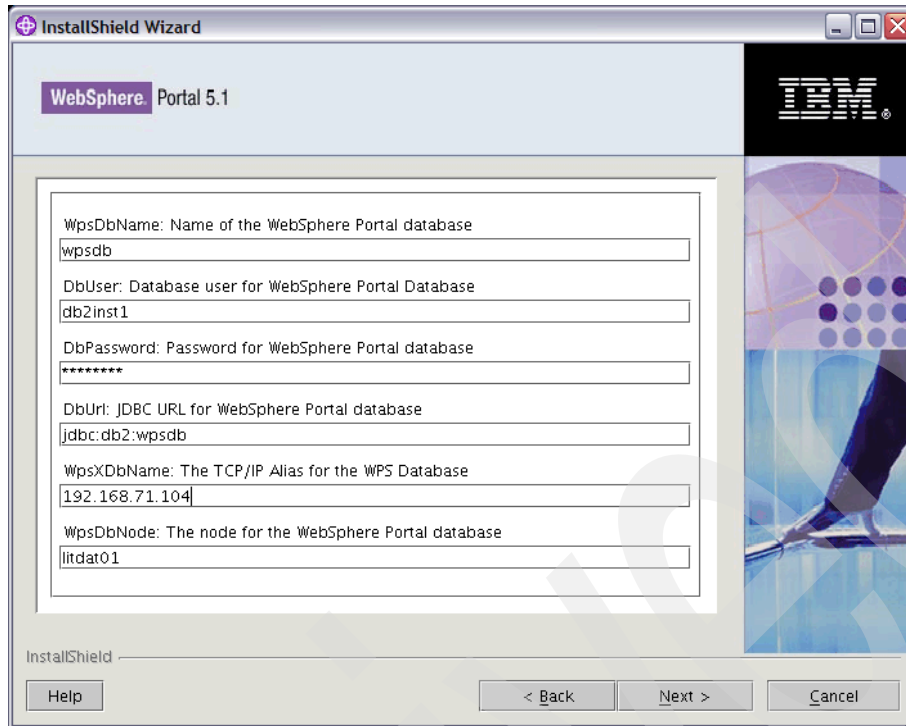 InstallShield Wizard
WebSphere. Portal 5.1
IBM®
WpsDbName: Name of the WebSphere Portal database
wpsdb
DbUser: Database user for WebSphere Portal Database
db2inst1
DbPassword: Password for WebSphere Portal database
********
DbUrl: JDBC URL for WebSphere Portal database
jdbc:db2:wpsdb
WpsXDbName: The TCP/IP Alias for the WPS Database
192.168.71.104
WpsDbNode: The node for the WebSphere Portal database
litdat01
InstallShield
Help
< Back
Next >
Cancel